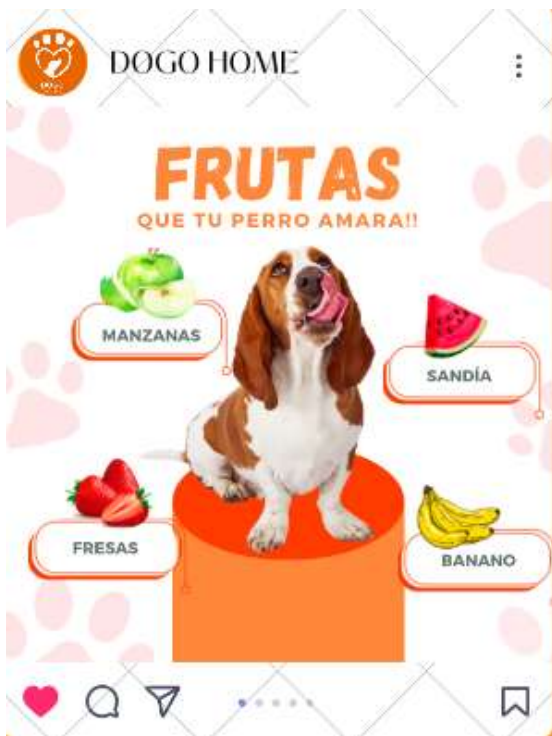 DOGO HOME
FRUTAS
QUE TU PERRO AMARA!!
MANZANAS
SANDÍA
FRESAS
BANANO